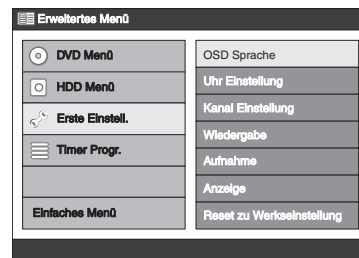 Erweitertes Menü
DVD Menü
HDD Menü
Erste Einstell.
Timer Progr.
Einfaches Menü
OSD Sprache
Uhr Einstellung
Kanal Einstellung
Wiedergabe
Aufnahme
Anzeige
Reset zu Werkseinstellung